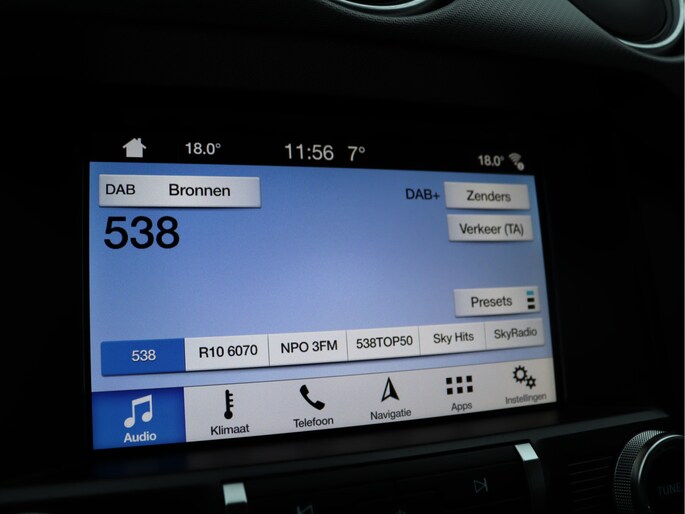 18.0° 11:56 7° 18.0°
DAB Bronnen DAB+ Zenders
538 Verkeer (TA)
Presets
538 R10 6070 NPO 3FM 538TOP50 Sky Hits SkyRadio
Audio Klimaat Telefoon Navigatie Apps Instellingen
TUNE